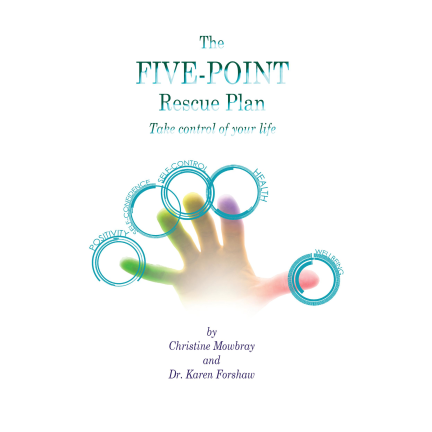 The
FIVE-POINT
Rescue Plan
Take control of your life
POSITIVITY
SELF-CONFIDENCE
SELF-CONTROL
HEALTH
WELLBEING
by
Christine Mowbray
and
Dr. Karen Forshaw